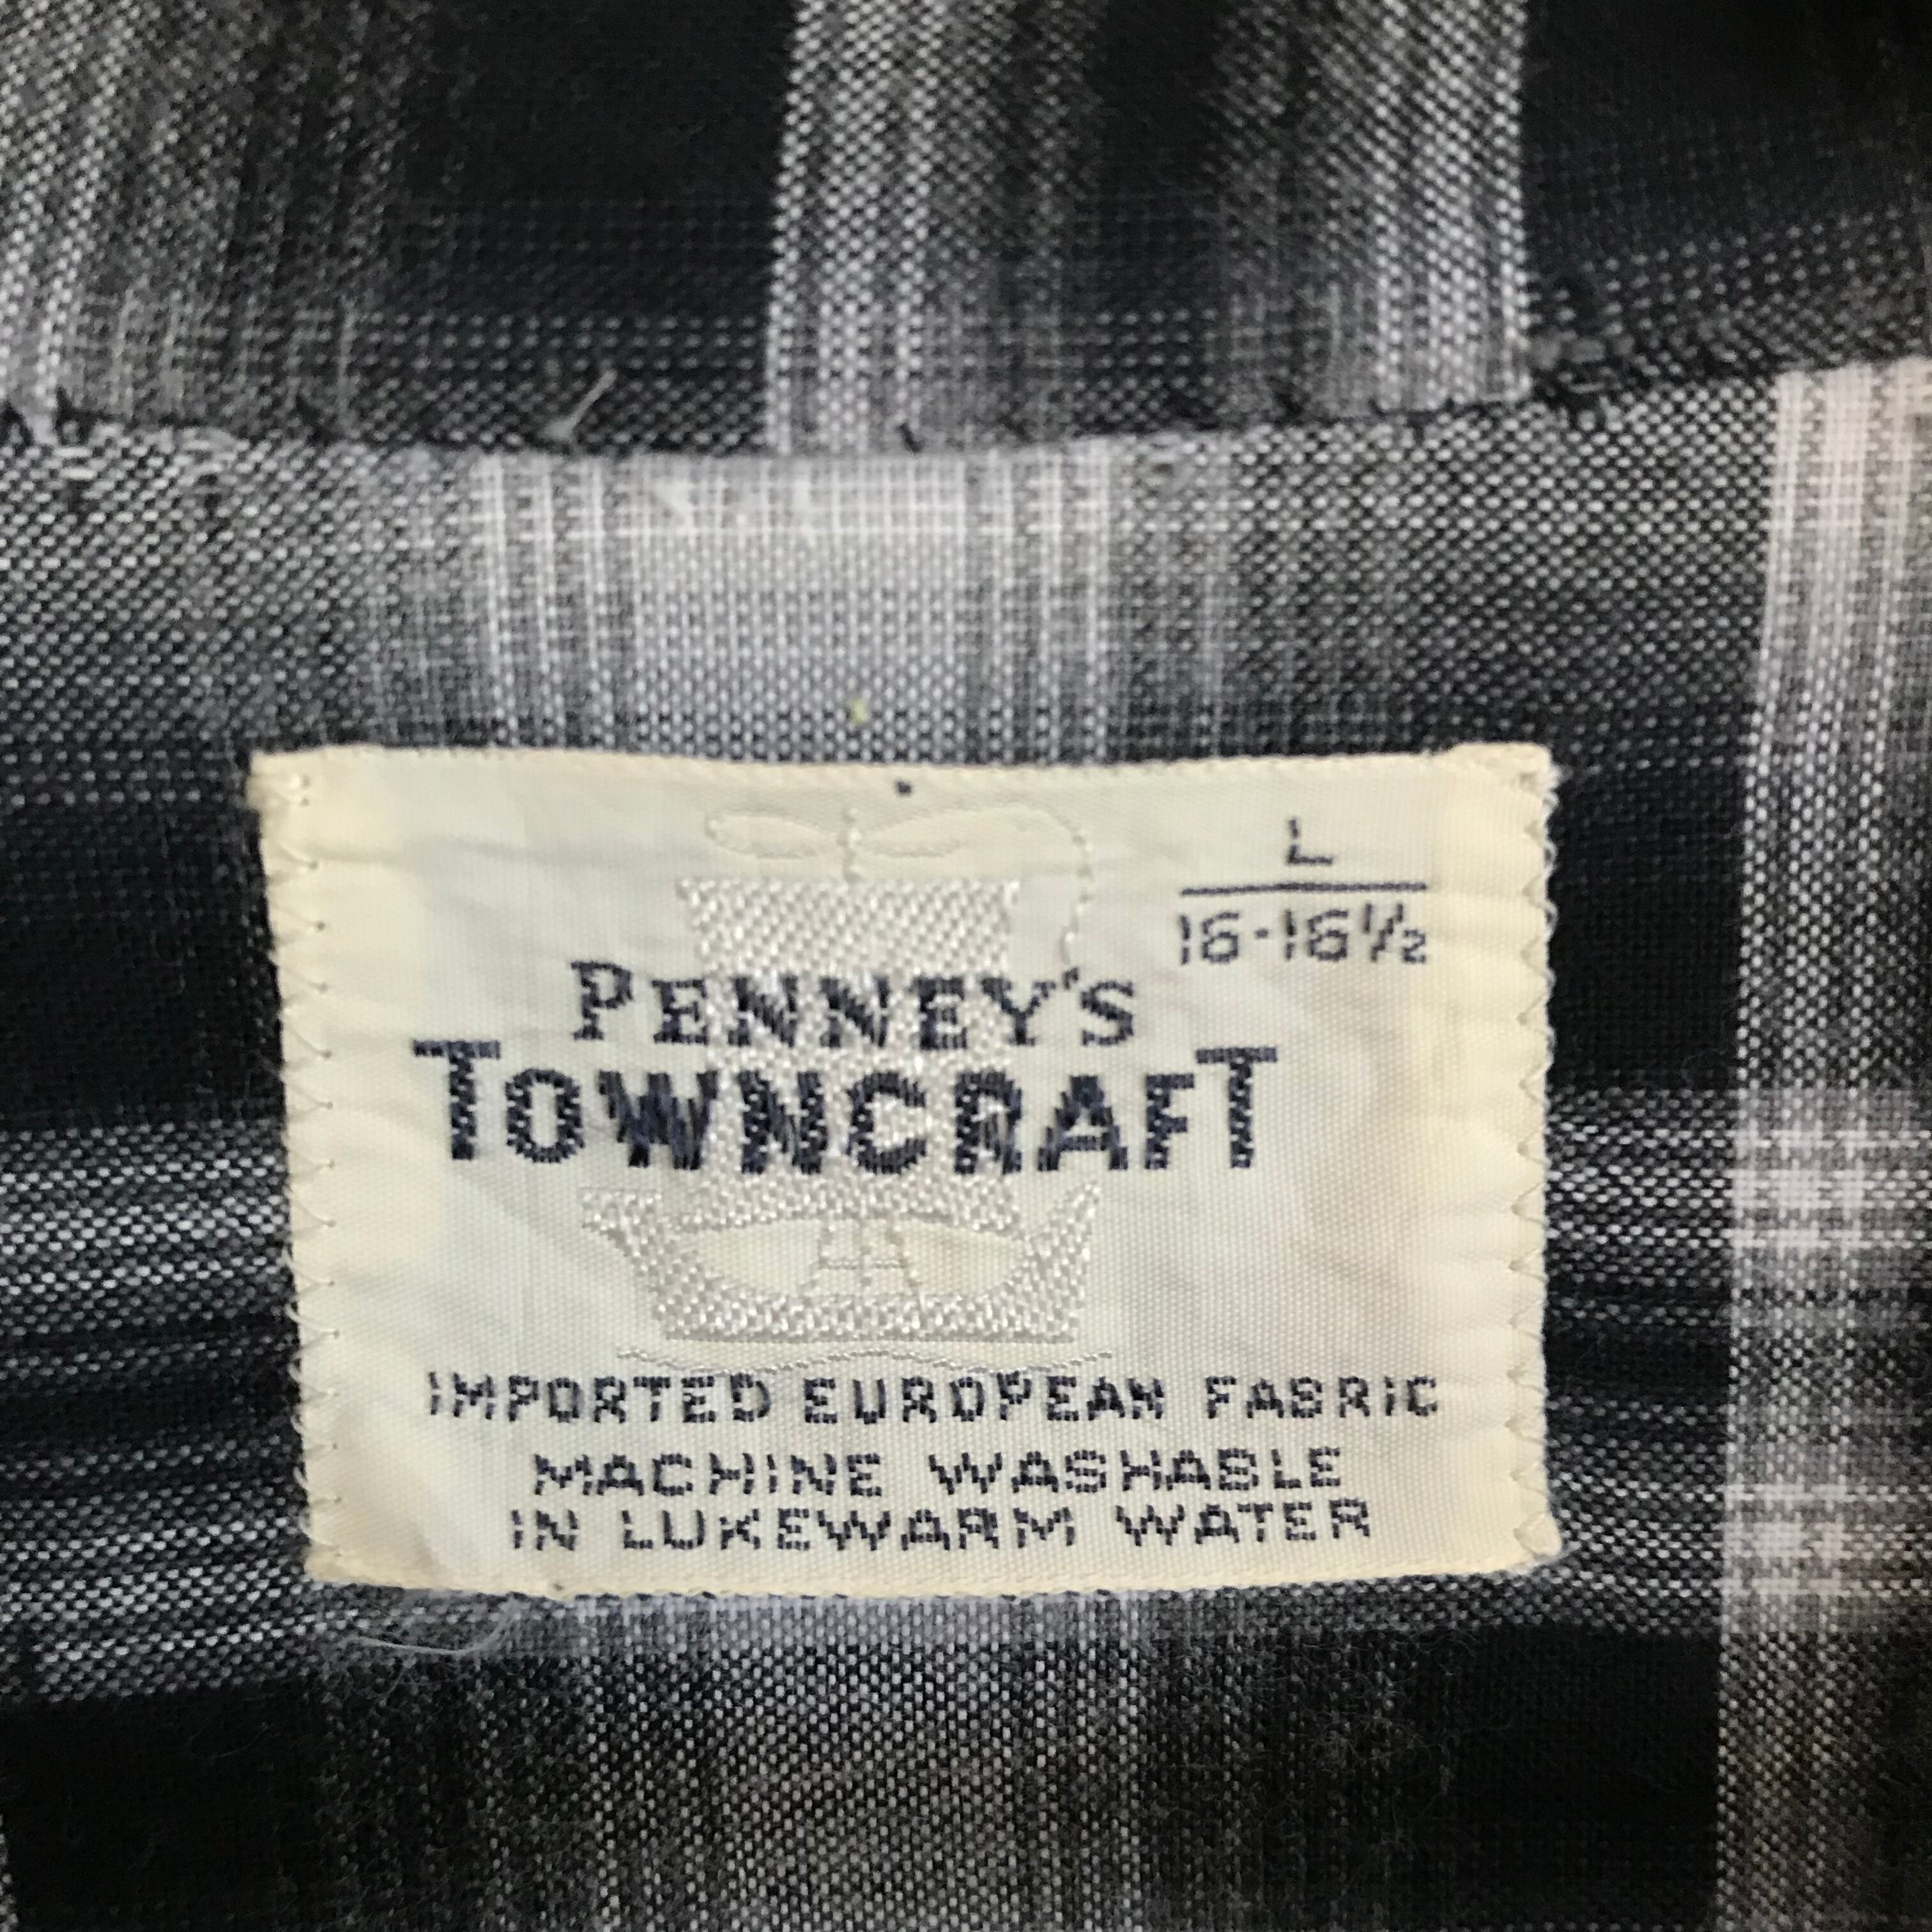 L
16-16½
PENNEY'S
TOWNCRAFT
IMPORTED EUROPEAN FABRIC
MACHINE WASHABLE
IN LUKEWARM WATER